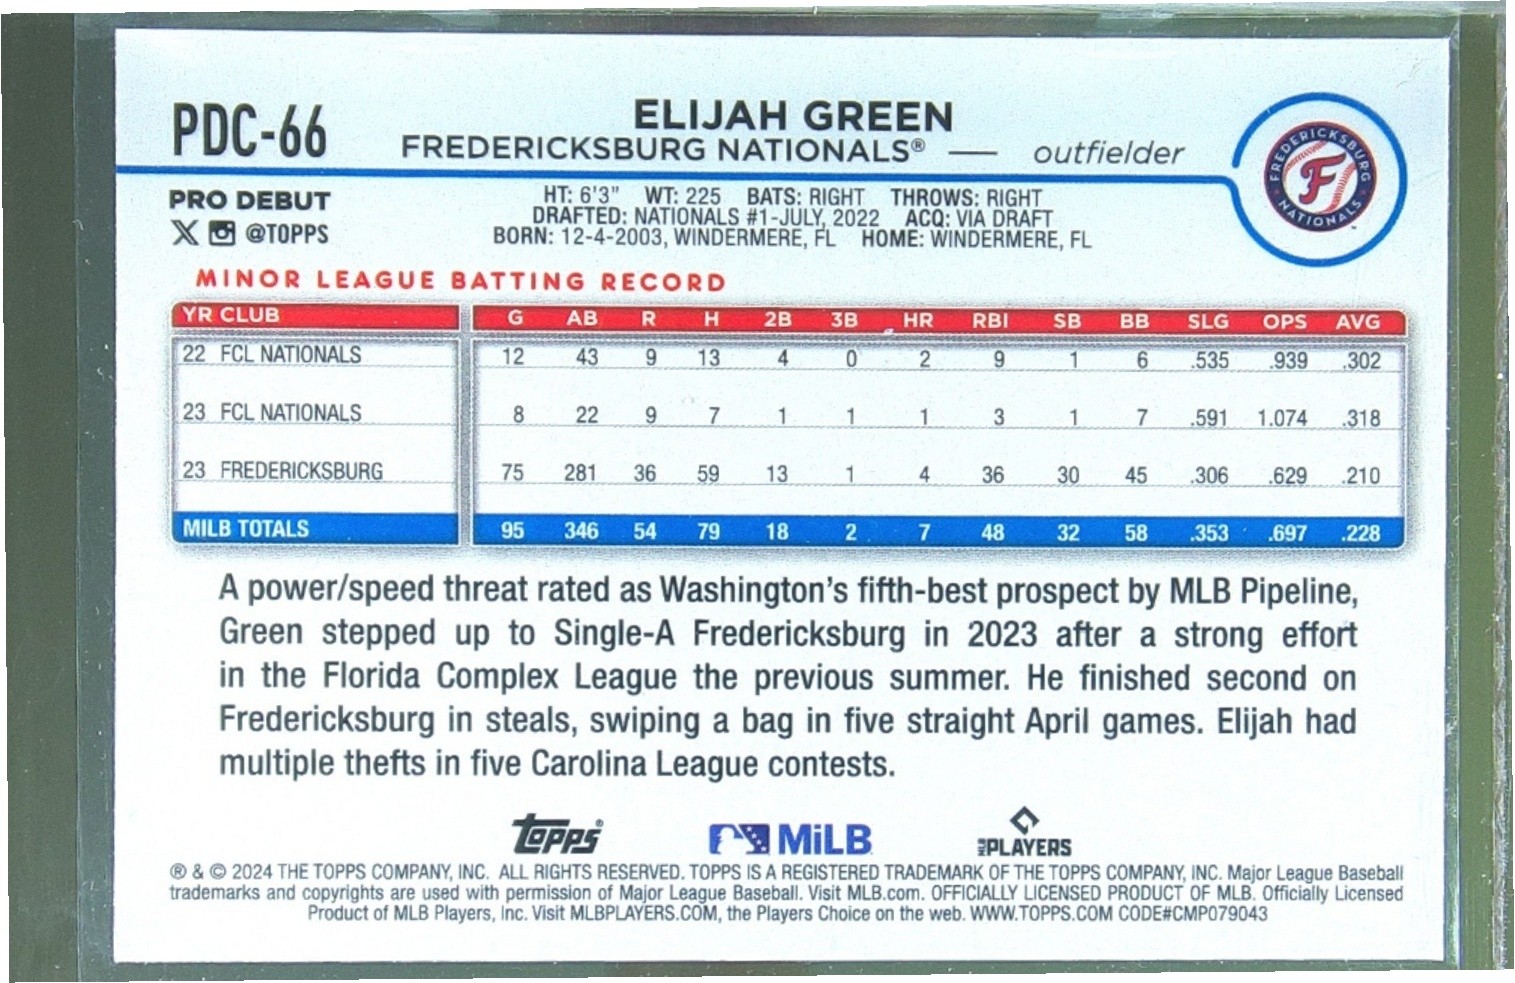 PDC-66
ELIJAH GREEN
FREDERICKSBURG NATIONALS® — outfielder
FREDERICKSBURG F NATIONALS ™
PRO DEBUT
X @TOPPS
HT: 6'3" WT: 225 BATS: RIGHT THROWS: RIGHT
DRAFTED: NATIONALS #1-JULY, 2022 ACQ: VIA DRAFT
BORN: 12-4-2003, WINDERMERE, FL HOME: WINDERMERE, FL
MINOR LEAGUE BATTING RECORD
YR CLUB G AB R H 2B 3B HR RBI SB BB SLG OPS AVG
22 FCL NATIONALS 12 43 9 13 4 0 2 9 1 6 .535 .939 .302
23 FCL NATIONALS 8 22 9 7 1 1 1 3 1 7 .591 1.074 .318
23 FREDERICKSBURG 75 281 36 59 13 1 4 36 30 45 .306 .629 .210
MILB TOTALS 95 346 54 79 18 2 7 48 32 58 .353 .697 .228
A power/speed threat rated as Washington's fifth-best prospect by MLB Pipeline,
Green stepped up to Single-A Fredericksburg in 2023 after a strong effort
in the Florida Complex League the previous summer. He finished second on
Fredericksburg in steals, swiping a bag in five straight April games. Elijah had
multiple thefts in five Carolina League contests.
Topps® MiLB MLB PLAYERS
® & © 2024 THE TOPPS COMPANY, INC. ALL RIGHTS RESERVED. TOPPS IS A REGISTERED TRADEMARK OF THE TOPPS COMPANY, INC. Major League Baseball
trademarks and copyrights are used with permission of Major League Baseball. Visit MLB.com. OFFICIALLY LICENSED PRODUCT OF MLB. Officially Licensed
Product of MLB Players, Inc. Visit MLBPLAYERS.COM, the Players Choice on the web. WWW.TOPPS.COM CODE#CMP079043